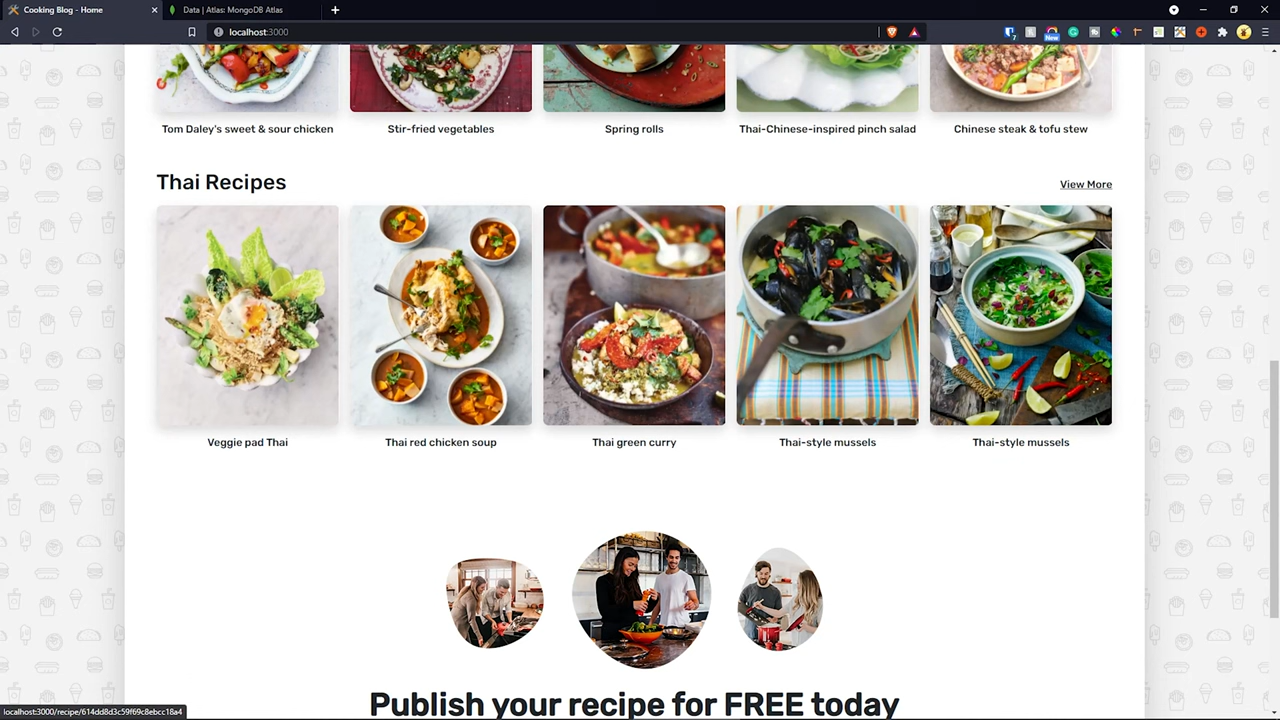 Cooking Blog - Home
Data | Atlas: MongoDB Atlas
localhost:3000
7
New
Tom Daley's sweet & sour chicken
Stir-fried vegetables
Spring rolls
Thai-Chinese-inspired pinch salad
Chinese steak & tofu stew
Thai Recipes
View More
Veggie pad Thai
Thai red chicken soup
Thai green curry
Thai-style mussels
Thai-style mussels
Publish your recipe for FREE today
localhost:3000/recipe/614dd8d3c59f69c8ebcc18a4